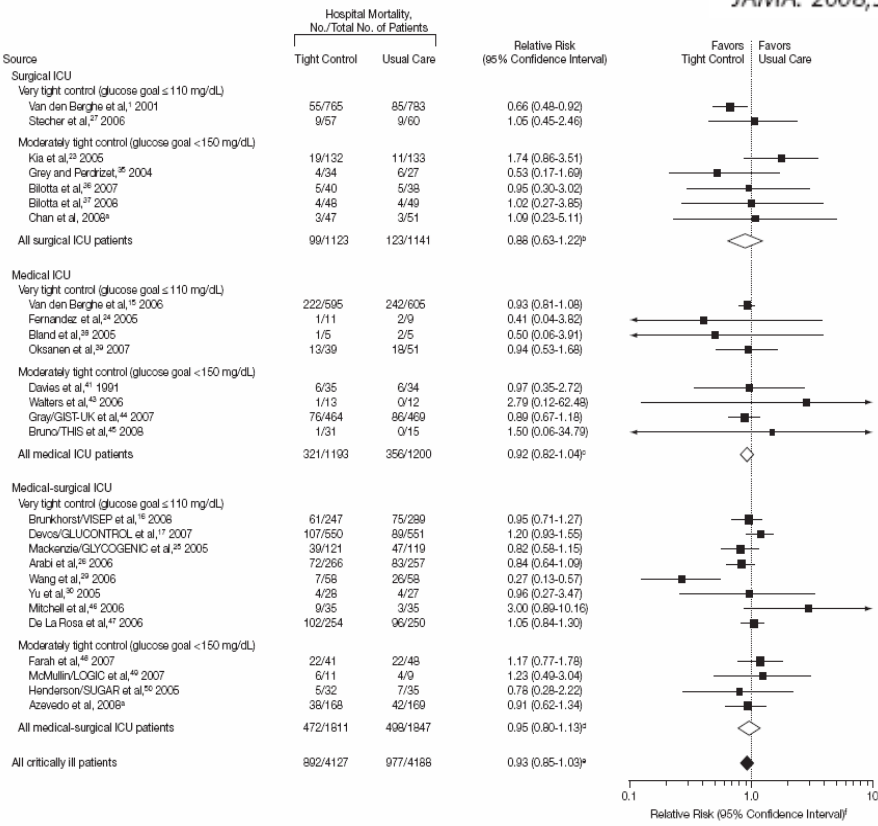 JAMA. 2008;
Hospital Mortality,
No./Total No. of Patients
Source Tight Control Usual Care Relative Risk (95% Confidence Interval) Favors Tight Control Favors Usual Care
Surgical ICU
Very tight control (glucose goal ≤110 mg/dL)
Van den Berghe et al,1 2001 55/765 85/783 0.66 (0.48-0.92)
Stecher et al,27 2006 9/57 9/60 1.05 (0.45-2.46)
Moderately tight control (glucose goal <150 mg/dL)
Kia et al,23 2005 19/132 11/133 1.74 (0.86-3.51)
Grey and Perdrizet,35 2004 4/34 6/27 0.53 (0.17-1.69)
Bilotta et al,36 2007 5/40 5/38 0.95 (0.30-3.02)
Bilotta et al,37 2008 4/48 4/49 1.02 (0.27-3.85)
Chan et al, 2008a 3/47 3/51 1.09 (0.23-5.11)
All surgical ICU patients 99/1123 123/1141 0.88 (0.63-1.22)b
Medical ICU
Very tight control (glucose goal ≤110 mg/dL)
Van den Berghe et al,15 2006 222/595 242/605 0.93 (0.81-1.08)
Fernandez et al,24 2005 1/11 2/9 0.41 (0.04-3.82)
Bland et al,38 2005 1/5 2/5 0.50 (0.06-3.91)
Oksanen et al,39 2007 13/39 18/51 0.94 (0.53-1.68)
Moderately tight control (glucose goal <150 mg/dL)
Davies et al,41 1991 6/35 6/34 0.97 (0.35-2.72)
Walters et al,43 2006 1/13 0/12 2.79 (0.12-62.48)
Gray/GIST-UK et al,44 2007 76/464 86/469 0.89 (0.67-1.18)
Bruno/THIS et al,45 2008 1/31 0/15 1.50 (0.06-34.79)
All medical ICU patients 321/1193 356/1200 0.92 (0.82-1.04)c
Medical-surgical ICU
Very tight control (glucose goal ≤110 mg/dL)
Brunkhorst/VISEP et al,16 2008 61/247 75/289 0.95 (0.71-1.27)
Devos/GLUCONTROL et al,17 2007 107/550 89/551 1.20 (0.93-1.55)
Mackenzie/GLYCOGENIC et al,25 2005 39/121 47/119 0.82 (0.58-1.15)
Arabi et al,26 2006 72/266 83/257 0.84 (0.64-1.09)
Wang et al,29 2006 7/58 26/58 0.27 (0.13-0.57)
Yu et al,30 2005 4/28 4/27 0.96 (0.27-3.47)
Mitchell et al,46 2006 9/35 3/35 3.00 (0.89-10.16)
De La Rosa et al,47 2006 102/254 96/250 1.05 (0.84-1.30)
Moderately tight control (glucose goal <150 mg/dL)
Farah et al,48 2007 22/41 22/48 1.17 (0.77-1.78)
McMullin/LOGIC et al,49 2007 6/11 4/9 1.23 (0.49-3.04)
Henderson/SUGAR et al,50 2005 5/32 7/35 0.78 (0.28-2.22)
Azevedo et al, 2008a 38/168 42/169 0.91 (0.62-1.34)
All medical-surgical ICU patients 472/1811 498/1847 0.95 (0.80-1.13)d
All critically ill patients 892/4127 977/4188 0.93 (0.85-1.03)e
0.1 1.0 10
Relative Risk (95% Confidence Interval)f